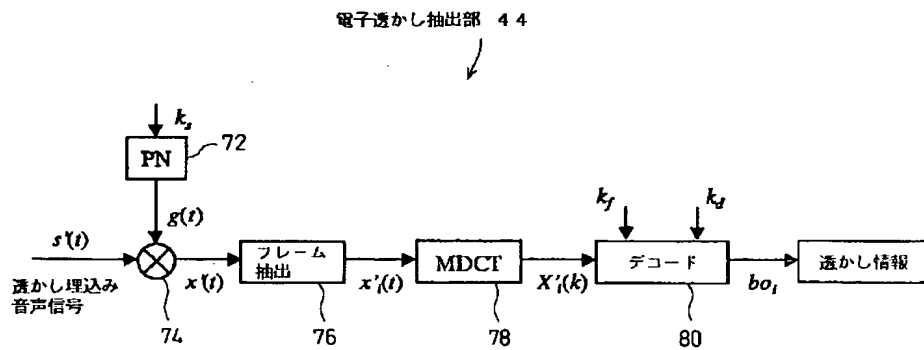 電子透かし抽出部 44
k_s
PN
72
g(t)
s'(t)
透かし埋込み
音声信号
74
x'(t)
フレーム
抽出
76
x'_i(t)
MDCT
78
X'_i(k)
k_f
k_d
デコード
80
bo_i
透かし情報